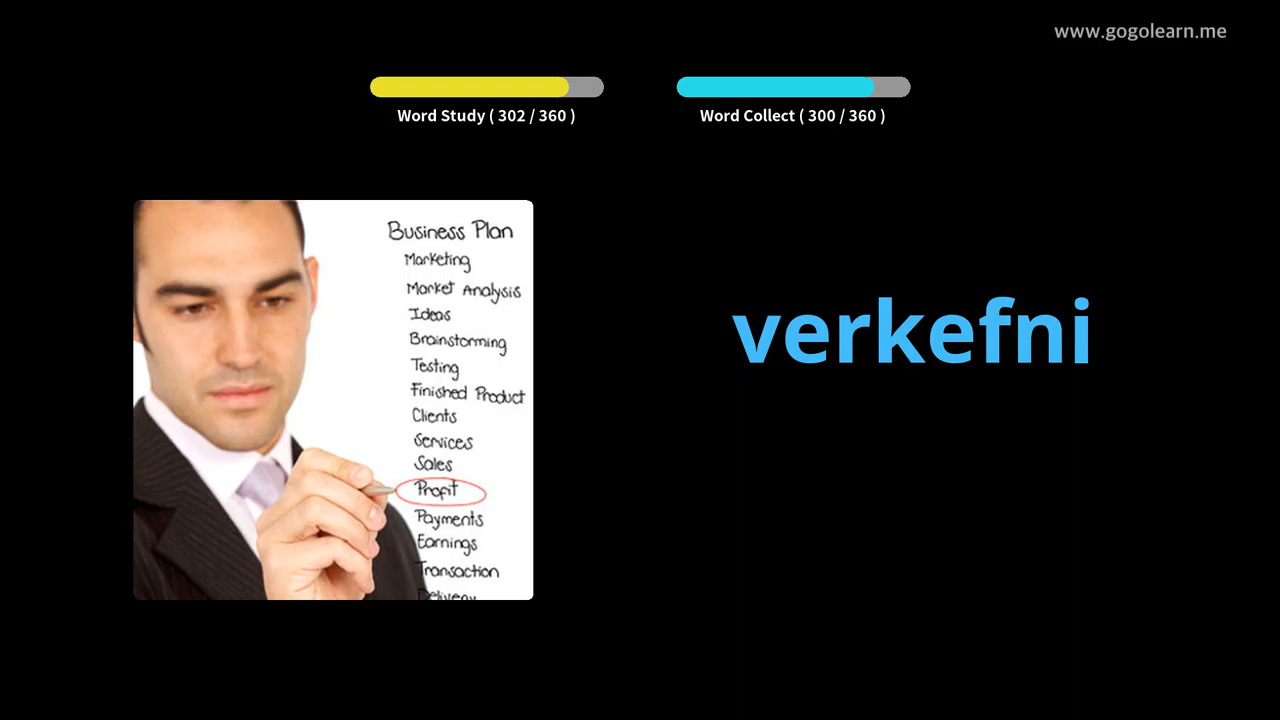 www.gogolearn.me
Word Study ( 302 / 360 )
Word Collect ( 300 / 360 )
Business Plan
Marketing
Market Analysis
Ideas
Brainstorming
Testing
Finished Product
Clients
Services
Sales
Profit
Payments
Earnings
Transaction
Delivery
verkefni